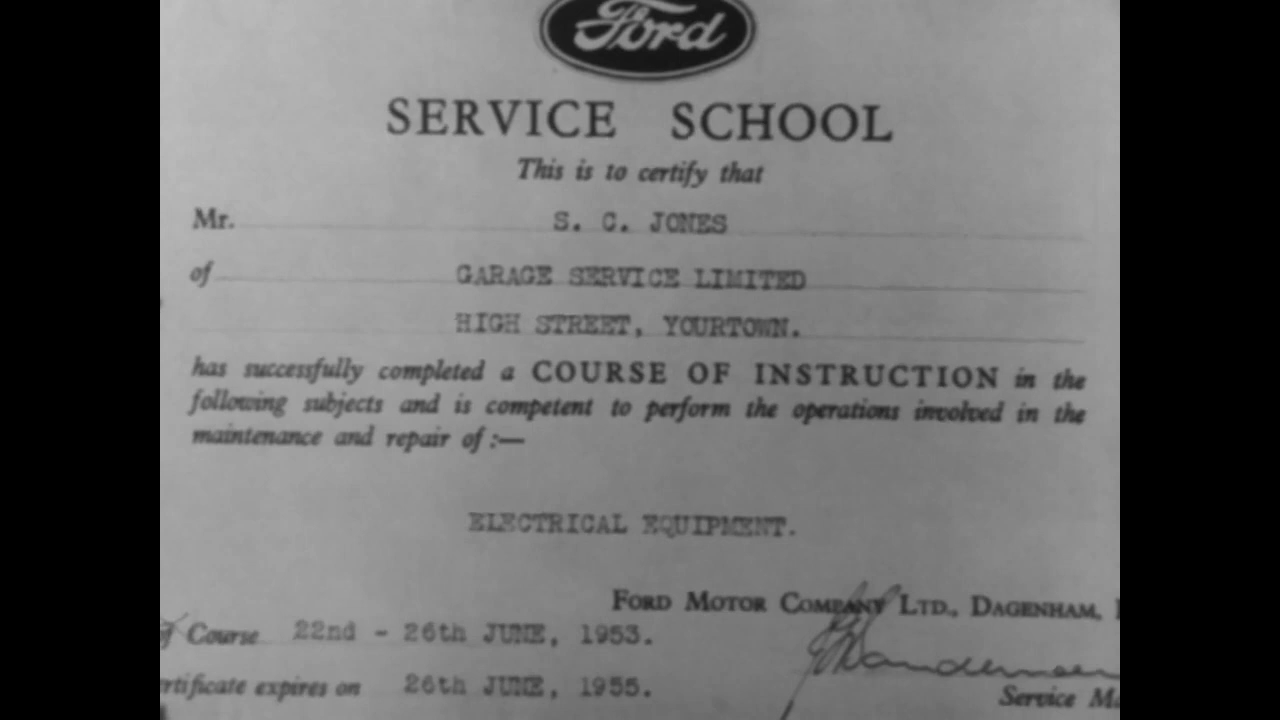 Ford
SERVICE SCHOOL
This is to certify that
Mr. S. C. JONES
of GARAGE SERVICE LIMITED
HIGH STREET, YOURTOWN.
has successfully completed a COURSE OF INSTRUCTION in the
following subjects and is competent to perform the operations involved in the
maintenance and repair of :—
ELECTRICAL EQUIPMENT.
FORD MOTOR COMPANY LTD., DAGENHAM,
of Course 22nd - 26th JUNE, 1953.
rtificate expires on 26th JUNE, 1955.
Service Ma